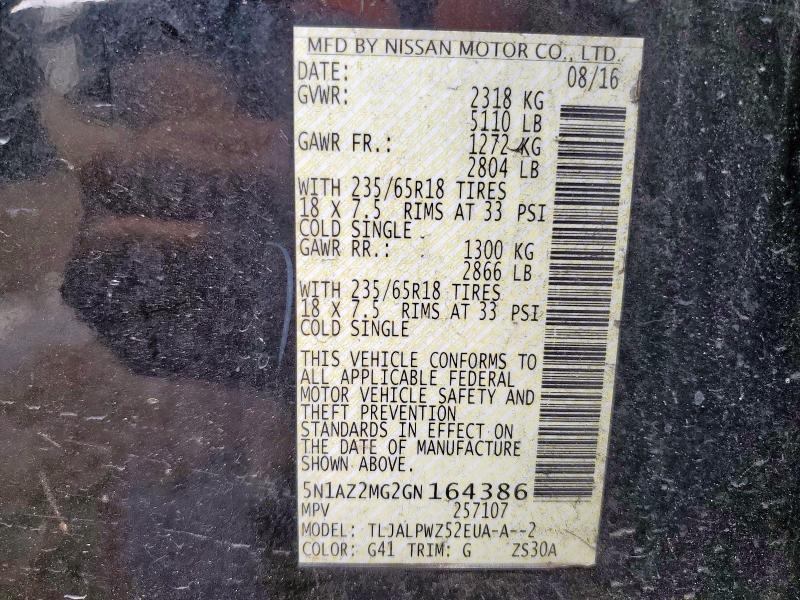 MFD BY NISSAN MOTOR CO., LTD.
DATE: 08/16
GVWR: 2318 KG
5110 LB
GAWR FR.: 1272 KG
2804 LB
WITH 235/65R18 TIRES
18 X 7.5 RIMS AT 33 PSI
COLD SINGLE
GAWR RR.: 1300 KG
2866 LB
WITH 235/65R18 TIRES
18 X 7.5 RIMS AT 33 PSI
COLD SINGLE
THIS VEHICLE CONFORMS TO
ALL APPLICABLE FEDERAL
MOTOR VEHICLE SAFETY AND
THEFT PREVENTION
STANDARDS IN EFFECT ON
THE DATE OF MANUFACTURE
SHOWN ABOVE.
5N1AZ2MG2GN164386
MPV 257107
MODEL: TLJALPWZ52EUA-A--2
COLOR: G41 TRIM: G ZS30A